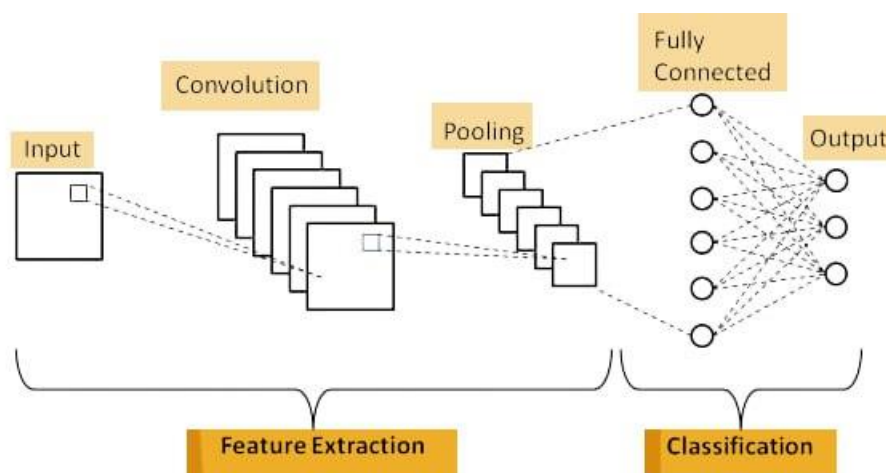 Input
Convolution
Pooling
Fully
Connected
Output
Feature Extraction
Classification